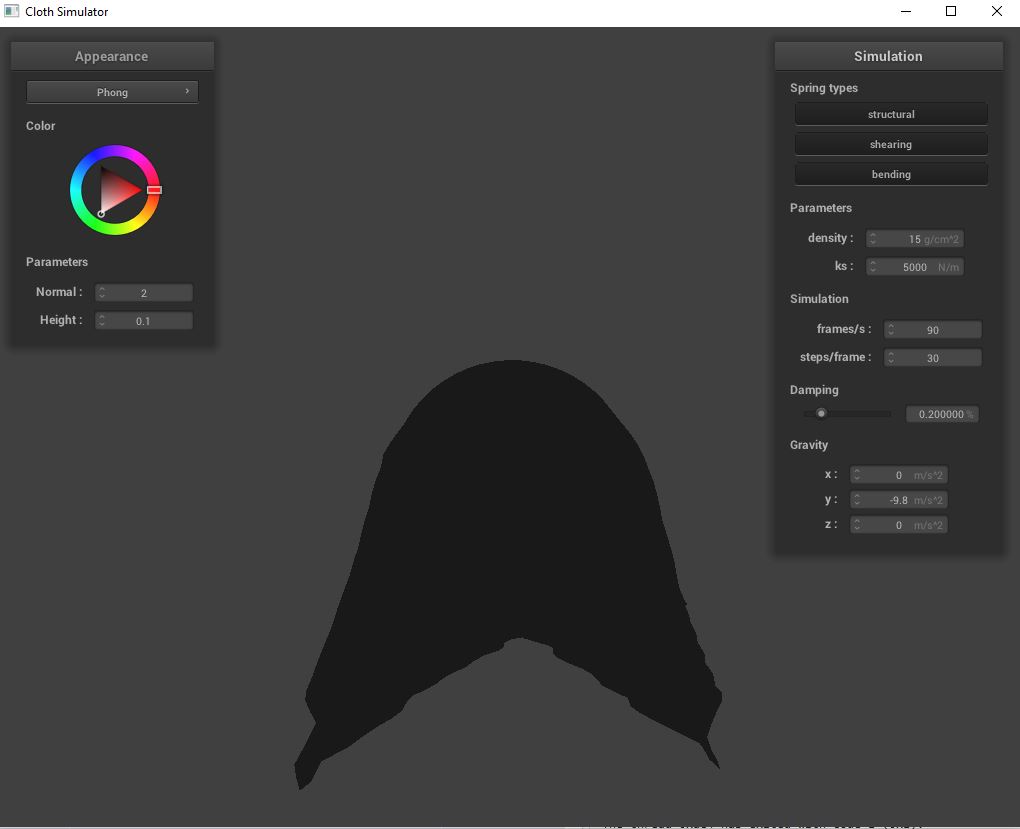 Cloth Simulator
Appearance
Phong
Color
Parameters
Normal : 2
Height : 0.1
Simulation
Spring types
structural
shearing
bending
Parameters
density : 15 g/cm^2
ks : 5000 N/m
Simulation
frames/s : 90
steps/frame : 30
Damping
0.200000 %
Gravity
x : 0 m/s^2
y : -9.8 m/s^2
z : 0 m/s^2